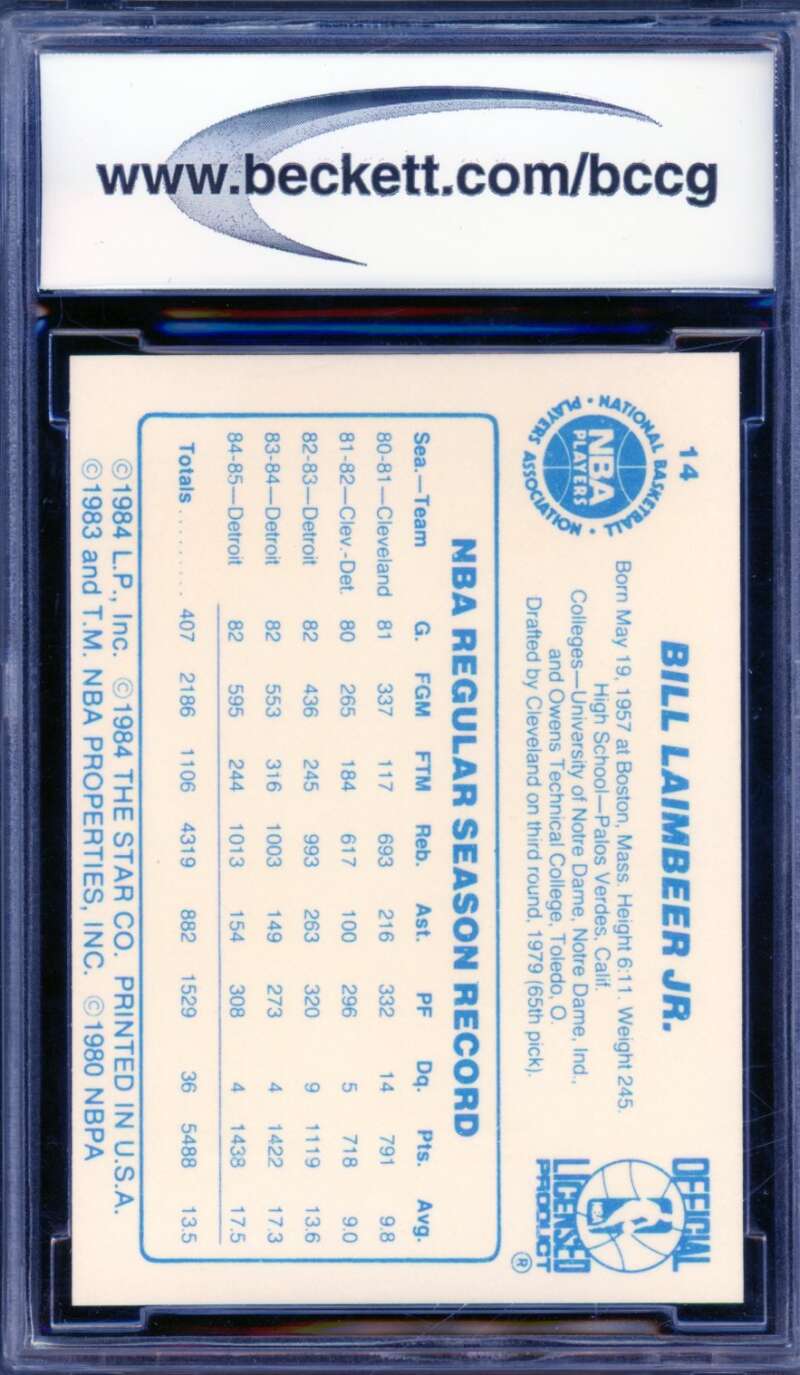 www.beckett.com/bccg
14
NATIONAL BASKETBALL PLAYERS ASSOCIATION
NBA
PLAYERS
BILL LAIMBEER JR.
Born May 19, 1957 at Boston, Mass. Height 6:11. Weight 245.
High School—Palos Verdes, Calif.
Colleges—University of Notre Dame, Notre Dame, Ind.,
and Owens Technical College, Toledo, O.
Drafted by Cleveland on third round, 1979 (65th pick).
OFFICIAL
LICENSED
PRODUCT
®
NBA
NBA REGULAR SEASON RECORD
Sea.—Team G. FGM FTM Reb. Ast. PF Dq. Pts. Avg.
80-81—Cleveland 81 337 117 693 216 332 14 791 9.8
81-82—Clev.-Det. 80 265 184 617 100 296 5 718 9.0
82-83—Detroit 82 436 245 993 263 320 9 1119 13.6
83-84—Detroit 82 553 316 1003 149 273 4 1422 17.3
84-85—Detroit 82 595 244 1013 154 308 4 1438 17.5
Totals ......... 407 2186 1106 4319 882 1529 36 5488 13.5
©1984 L.P., Inc. ©1984 THE STAR CO. PRINTED IN U.S.A.
©1983 and T.M. NBA PROPERTIES, INC. ©1980 NBPA